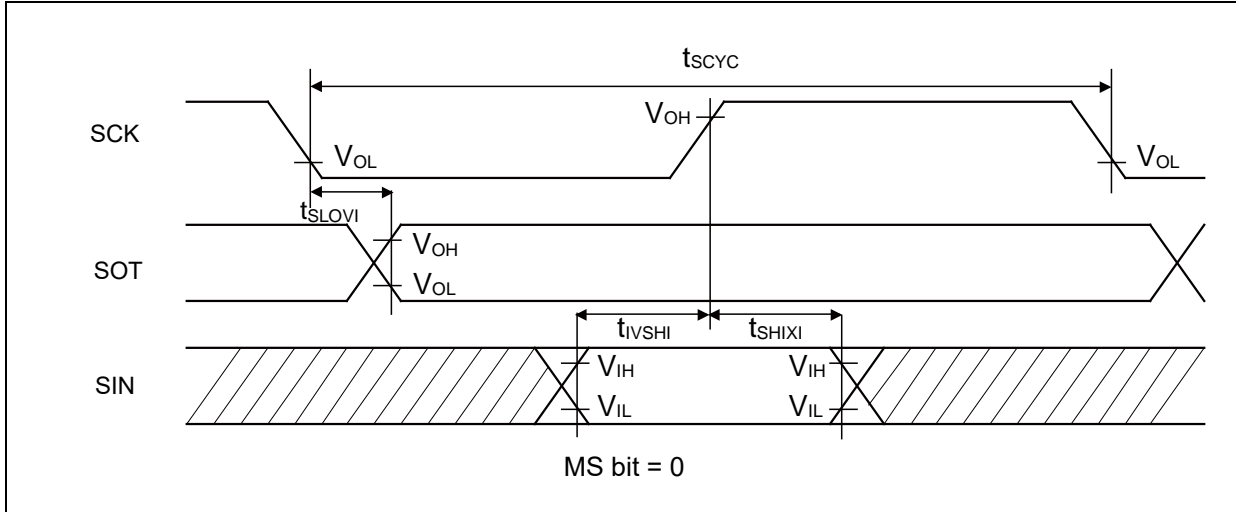 tSCYC
SCK
VOH
VOL
VOL
tSLOVI
SOT
VOH
VOL
tIVSHI
tSHIXI
SIN
VIH
VIH
VIL
VIL
MS bit = 0